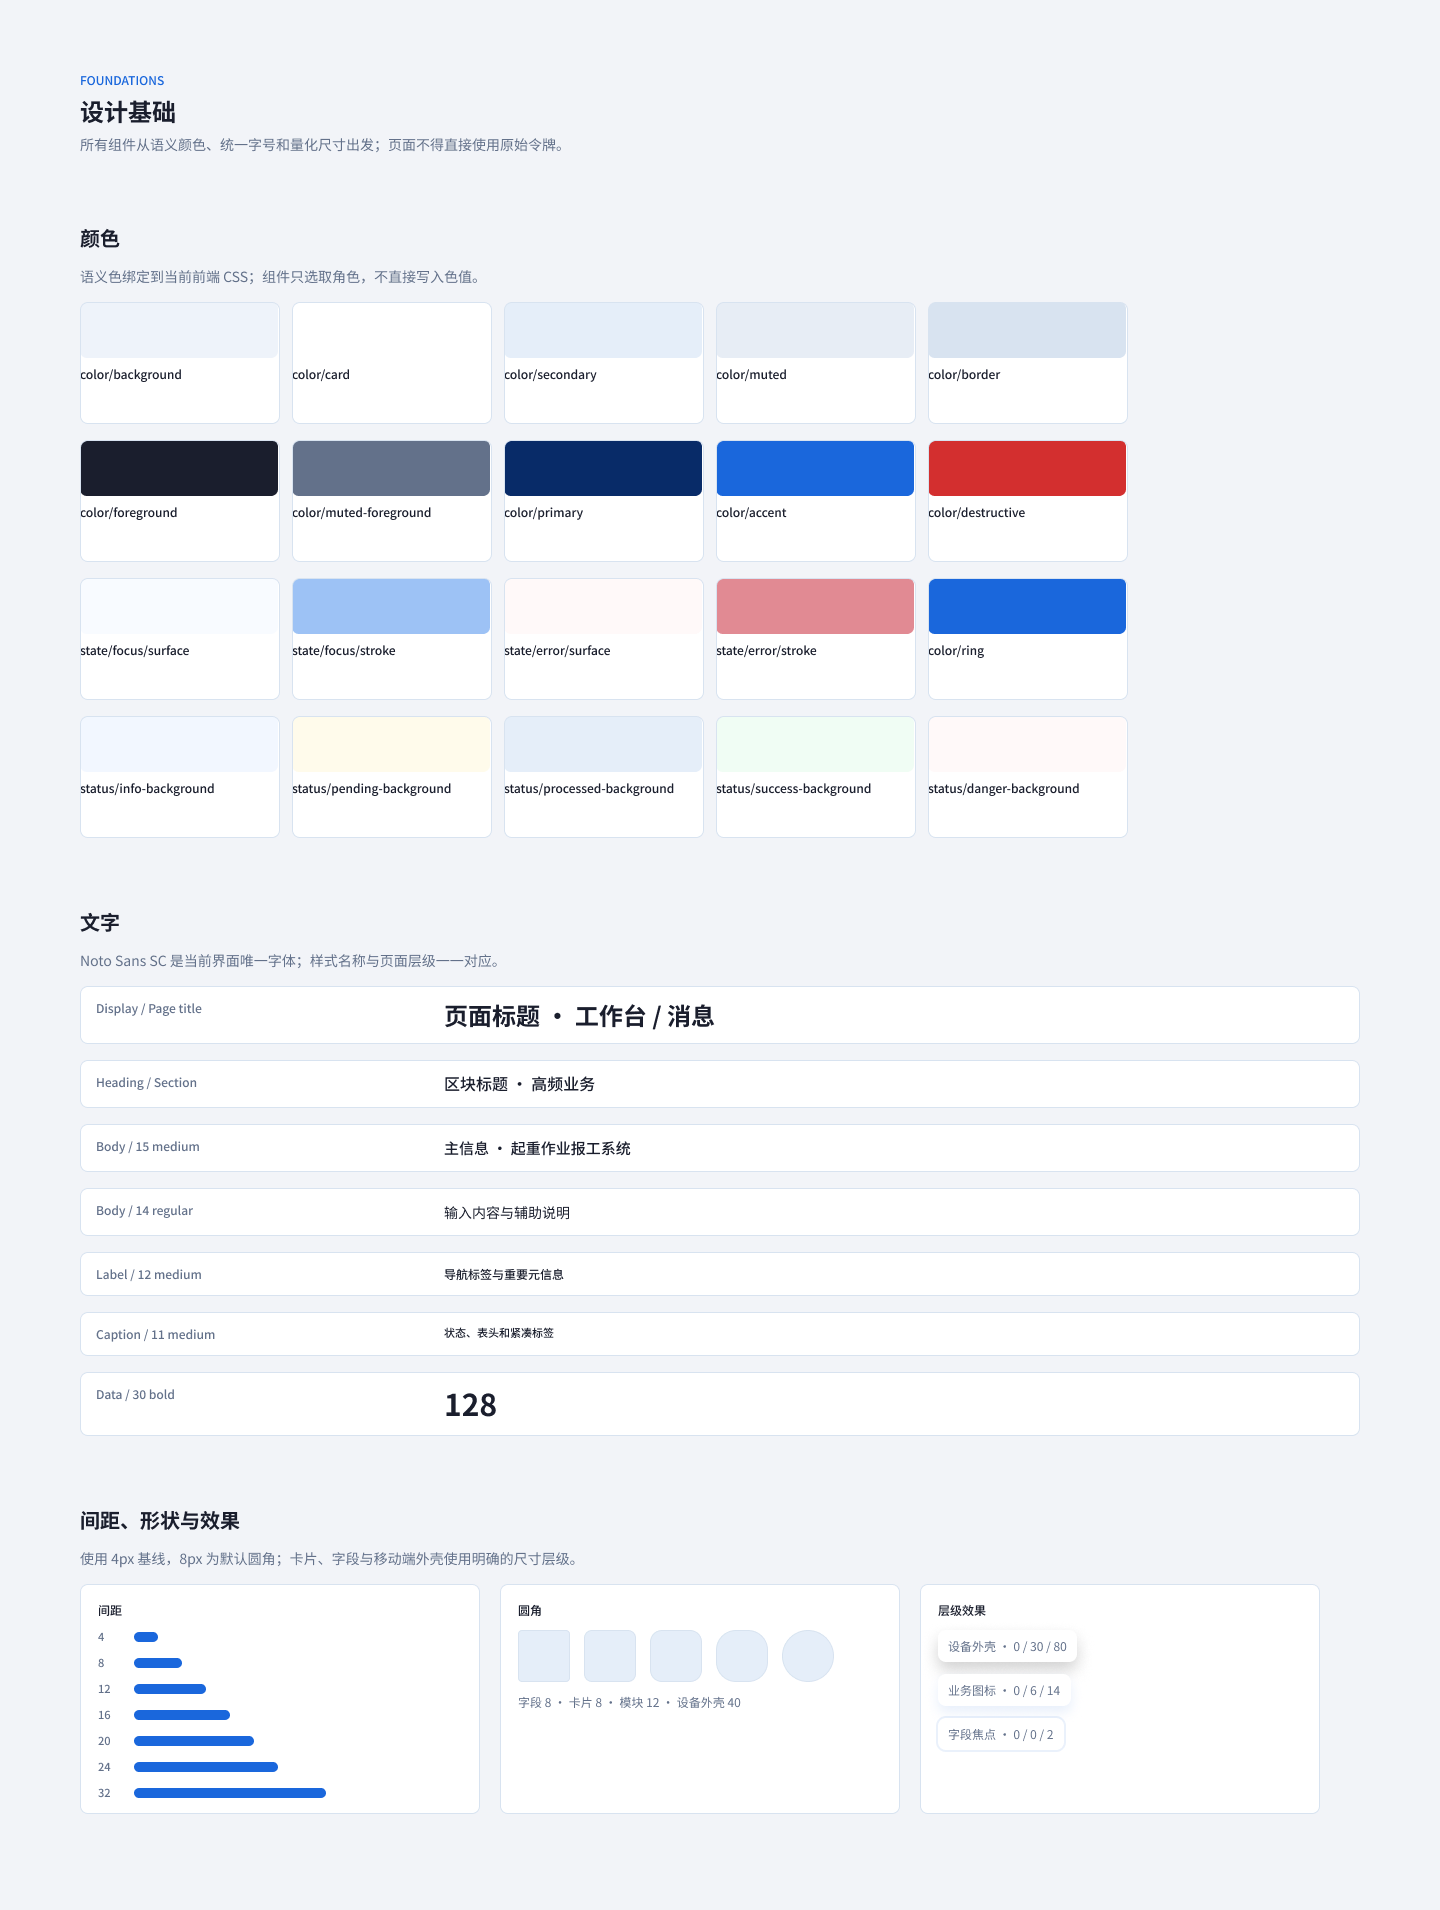 FOUNDATIONS
设计基础
所有组件从语义颜色、统一字号和量化尺寸出发；页面不得直接使用原始令牌。
颜色
语义色绑定到当前前端 CSS；组件只选取角色，不直接写入色值。
color/background
color/card
color/secondary
color/muted
color/border
color/foreground
color/muted-foreground
color/primary
color/accent
color/destructive
state/focus/surface
state/focus/stroke
state/error/surface
state/error/stroke
color/ring
status/info-background
status/pending-background
status/processed-background
status/success-background
status/danger-background
文字
Noto Sans SC 是当前界面唯一字体；样式名称与页面层级一一对应。
Display / Page title
页面标题 · 工作台 / 消息
Heading / Section
区块标题 · 高频业务
Body / 15 medium
主信息 · 起重作业报工系统
Body / 14 regular
输入内容与辅助说明
Label / 12 medium
导航标签与重要元信息
Caption / 11 medium
状态、表头和紧凑标签
Data / 30 bold
128
间距、形状与效果
使用 4px 基线，8px 为默认圆角；卡片、字段与移动端外壳使用明确的尺寸层级。
间距
4
8
12
16
20
24
32
圆角
字段 8 · 卡片 8 · 模块 12 · 设备外壳 40
层级效果
设备外壳 · 0 / 30 / 80
业务图标 · 0 / 6 / 14
字段焦点 · 0 / 0 / 2